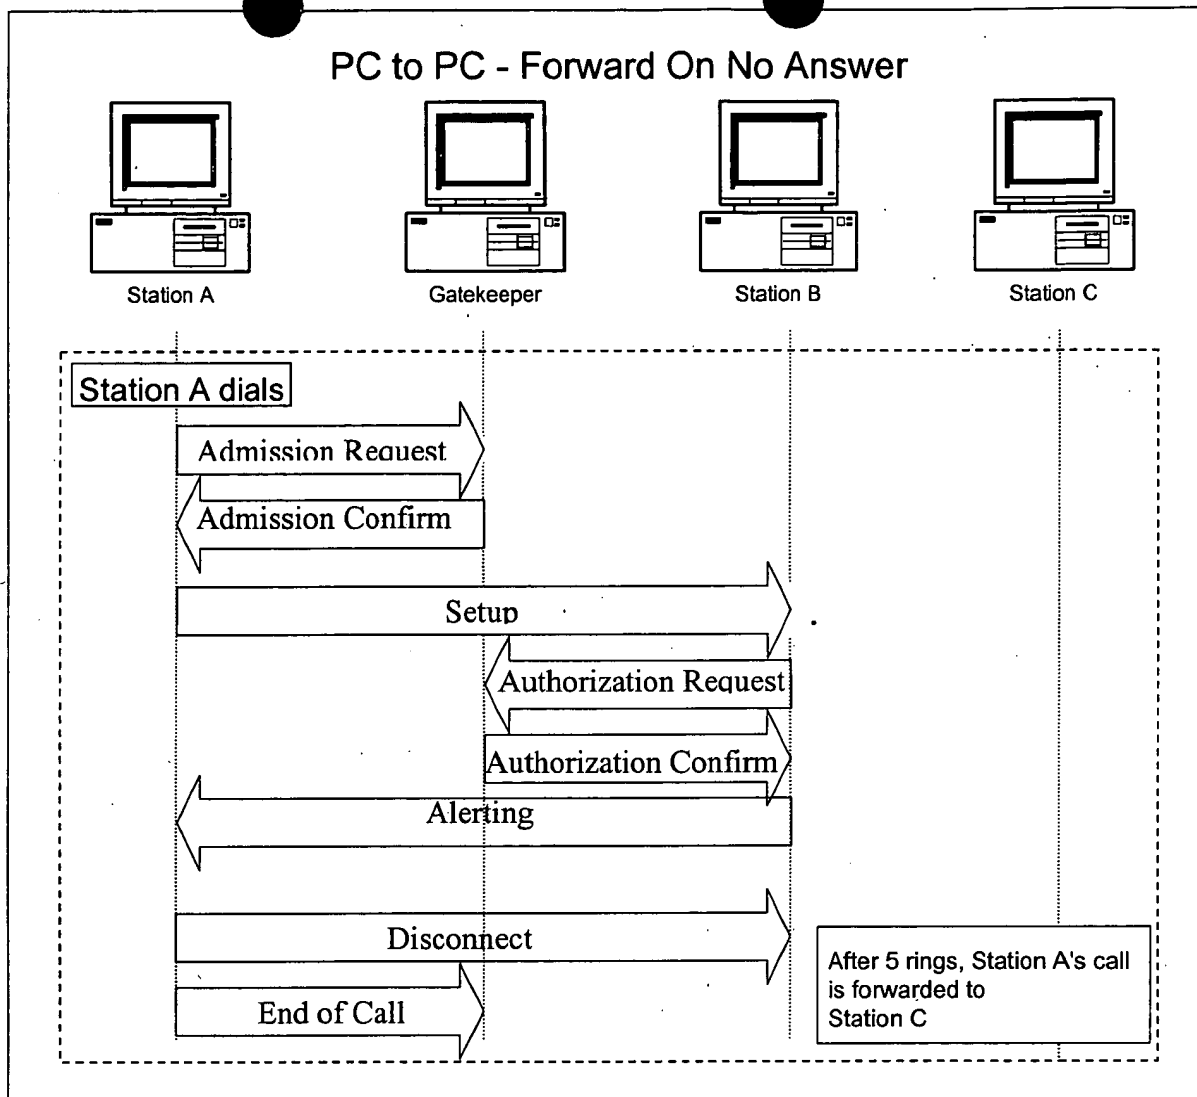 PC to PC - Forward On No Answer
Station A
Gatekeeper
Station B
Station C
Station A dials
Admission Request
Admission Confirm
Setup
Authorization Request
Authorization Confirm
Alerting
Disconnect
After 5 rings, Station A's call
is forwarded to
Station C
End of Call